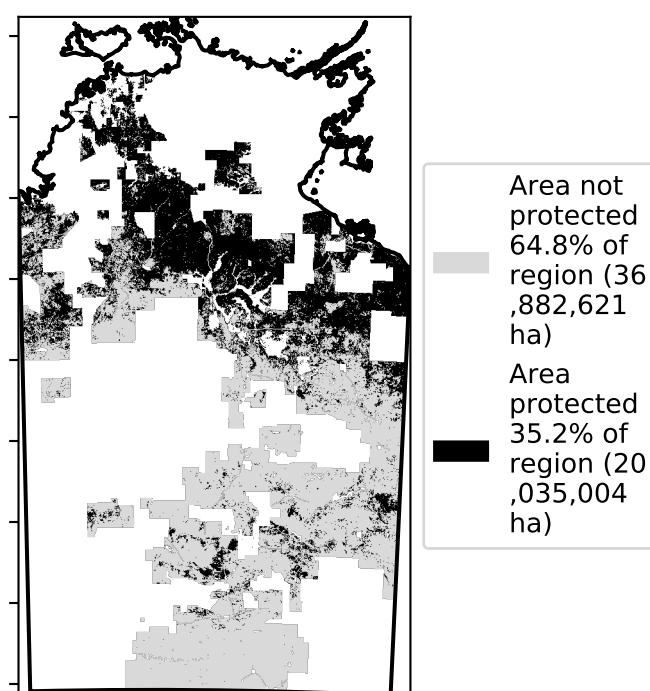 Area not
protected
64.8% of
region (36
,882,621
ha)
Area
protected
35.2% of
region (20
,035,004
ha)